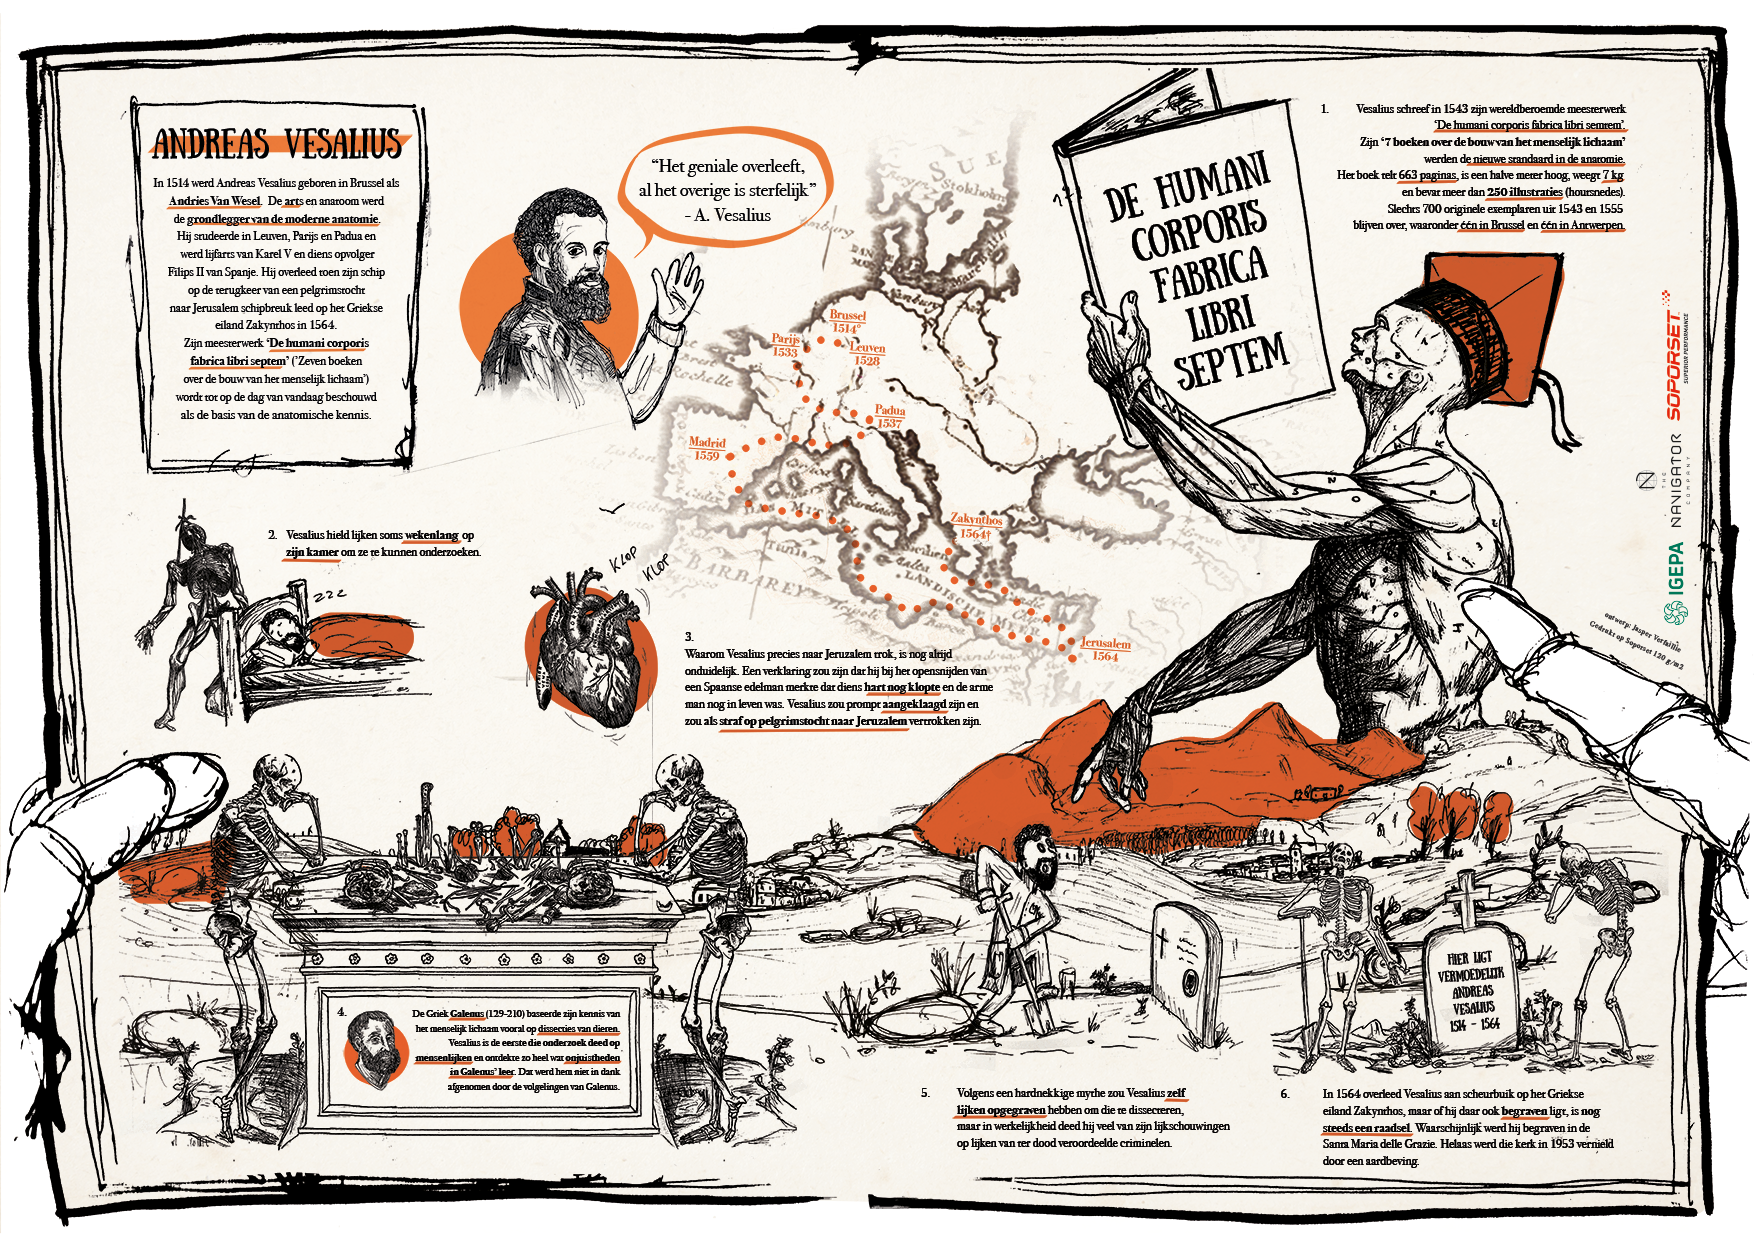 ANDREAS VESALIUS
In 1514 werd Andreas Vesalius geboren in Brussel als
Andries Van Wesel. De arts en anatoom werd
de grondlegger van de moderne anatomie.
Hij studeerde in Leuven, Parijs en Padua en
werd lijfarts van Karel V en diens opvolger
Filips II van Spanje. Hij overleed toen zijn schip
op de terugkeer van een pelgrimstocht
naar Jerusalem schipbreuk leed op het Griekse
eiland Zakynthos in 1564.
Zijn meesterwerk 'De humani corporis
fabrica libri septem' ('Zeven boeken
over de bouw van het menselijk lichaam')
wordt tot op de dag van vandaag beschouwd
als de basis van de anatomische kennis.
"Het geniale overleeft,
al het overige is sterfelijk"
- A. Vesalius
Brussel
1514°
Parijs
1533
Leuven
1528
Padua
1537
Madrid
1559
Zakynthos
1564†
Jerusalem
1564
SUE
Stokholm
Hamburg
Rochelle
Corsica
Sicilien
Malta
Tunis
BARBAREY
Tripoli
Barca
LANDISCHE
DE HUMANI
CORPORIS
FABRICA
LIBRI
SEPTEM
1. Vesalius schreef in 1543 zijn wereldberoemde meesterwerk
'De humani corporis fabrica libri semtem'.
Zijn '7 boeken over de bouw van het menselijk lichaam'
werden de nieuwe standaard in de anatomie.
Het boek telt 663 paginas, is een halve meter hoog, weegt 7 kg
en bevat meer dan 250 illustraties (houtsnedes).
Slechts 700 originele exemplaren uit 1543 en 1555
blijven over, waaronder één in Brussel en één in Antwerpen.
SOPORSET
SUPERIOR PERFORMANCE
THE
NAVIGATOR
COMPANY
IGEPA
ontwerp: Jasper Verfaillie
Gedrukt op Soporset 120 g/m2
2. Vesalius hield lijken soms wekenlang op
zijn kamer om ze te kunnen onderzoeken.
zzz
KLOP
KLOP
3.
Waarom Vesalius precies naar Jeruzalem trok, is nog altijd
onduidelijk. Een verklaring zou zijn dat hij bij het opensnijden van
een Spaanse edelman merkte dat diens hart nog klopte en de arme
man nog in leven was. Vesalius zou prompt aangeklaagd zijn en
zou als straf op pelgrimstocht naar Jeruzalem vertrokken zijn.
4. De Griek Galenus (129-210) baseerde zijn kennis van
het menselijk lichaam vooral op dissecties van dieren.
Vesalius is de eerste die onderzoek deed op
mensenlijken en ontdekte zo heel wat onjuistheden
in Galenus' leer. Dat werd hem niet in dank
afgenomen door de volgelingen van Galenus.
HIER LIGT
VERMOEDELIJK
ANDREAS
VESALIUS
1514 - 1564
5. Volgens een hardnekkige mythe zou Vesalius zelf
lijken opgegraven hebben om die te dissecteren,
maar in werkelijkheid deed hij veel van zijn lijkschouwingen
op lijken van ter dood veroordeelde criminelen.
6. In 1564 overleed Vesalius aan scheurbuik op het Griekse
eiland Zakynthos, maar of hij daar ook begraven ligt, is nog
steeds een raadsel. Waarschijnlijk werd hij begraven in de
Santa Maria delle Grazie. Helaas werd die kerk in 1953 vernield
door een aardbeving.